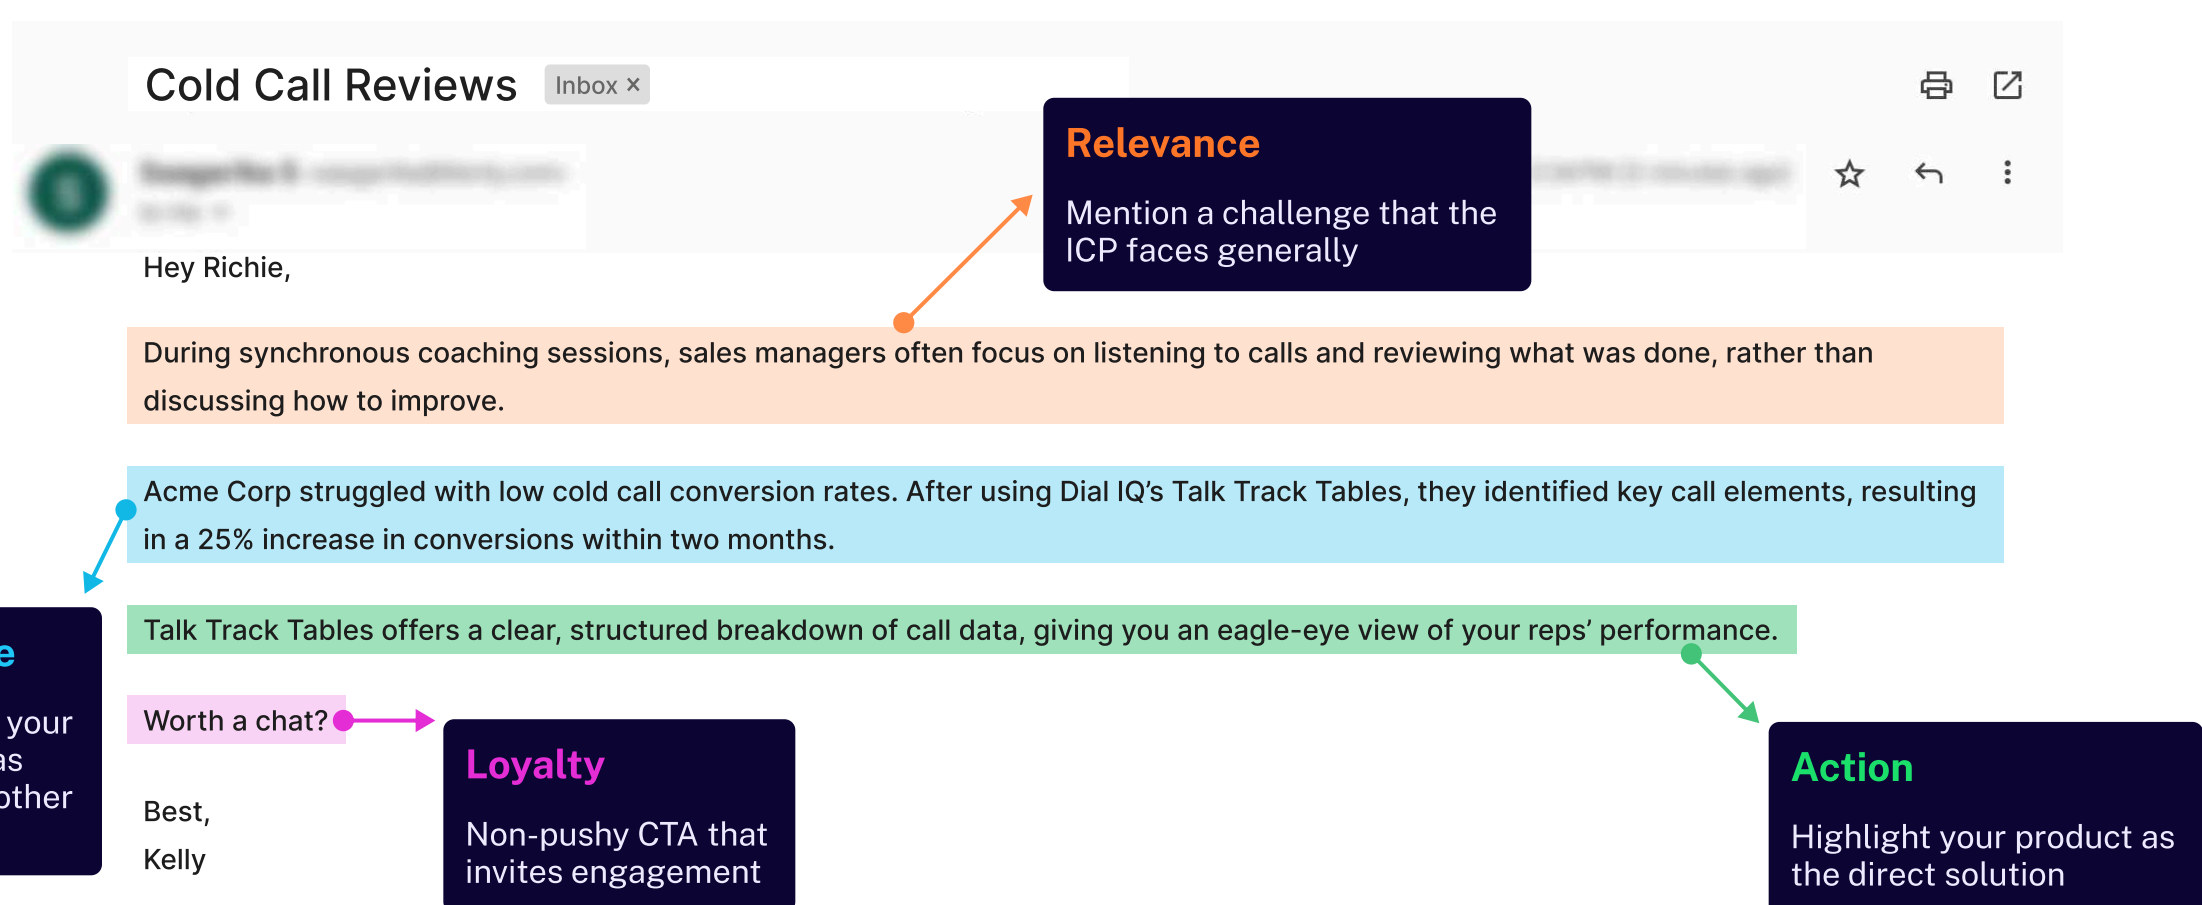 Cold Call Reviews
Inbox ×
Relevance
Mention a challenge that the
ICP faces generally
Hey Richie,
During synchronous coaching sessions, sales managers often focus on listening to calls and reviewing what was done, rather than
discussing how to improve.
Acme Corp struggled with low cold call conversion rates. After using Dial IQ’s Talk Track Tables, they identified key call elements, resulting
in a 25% increase in conversions within two months.
Talk Track Tables offers a clear, structured breakdown of call data, giving you an eagle-eye view of your reps’ performance.
your
other
Worth a chat?
Loyalty
Non-pushy CTA that
invites engagement
Action
Highlight your product as
the direct solution
Best,
Kelly